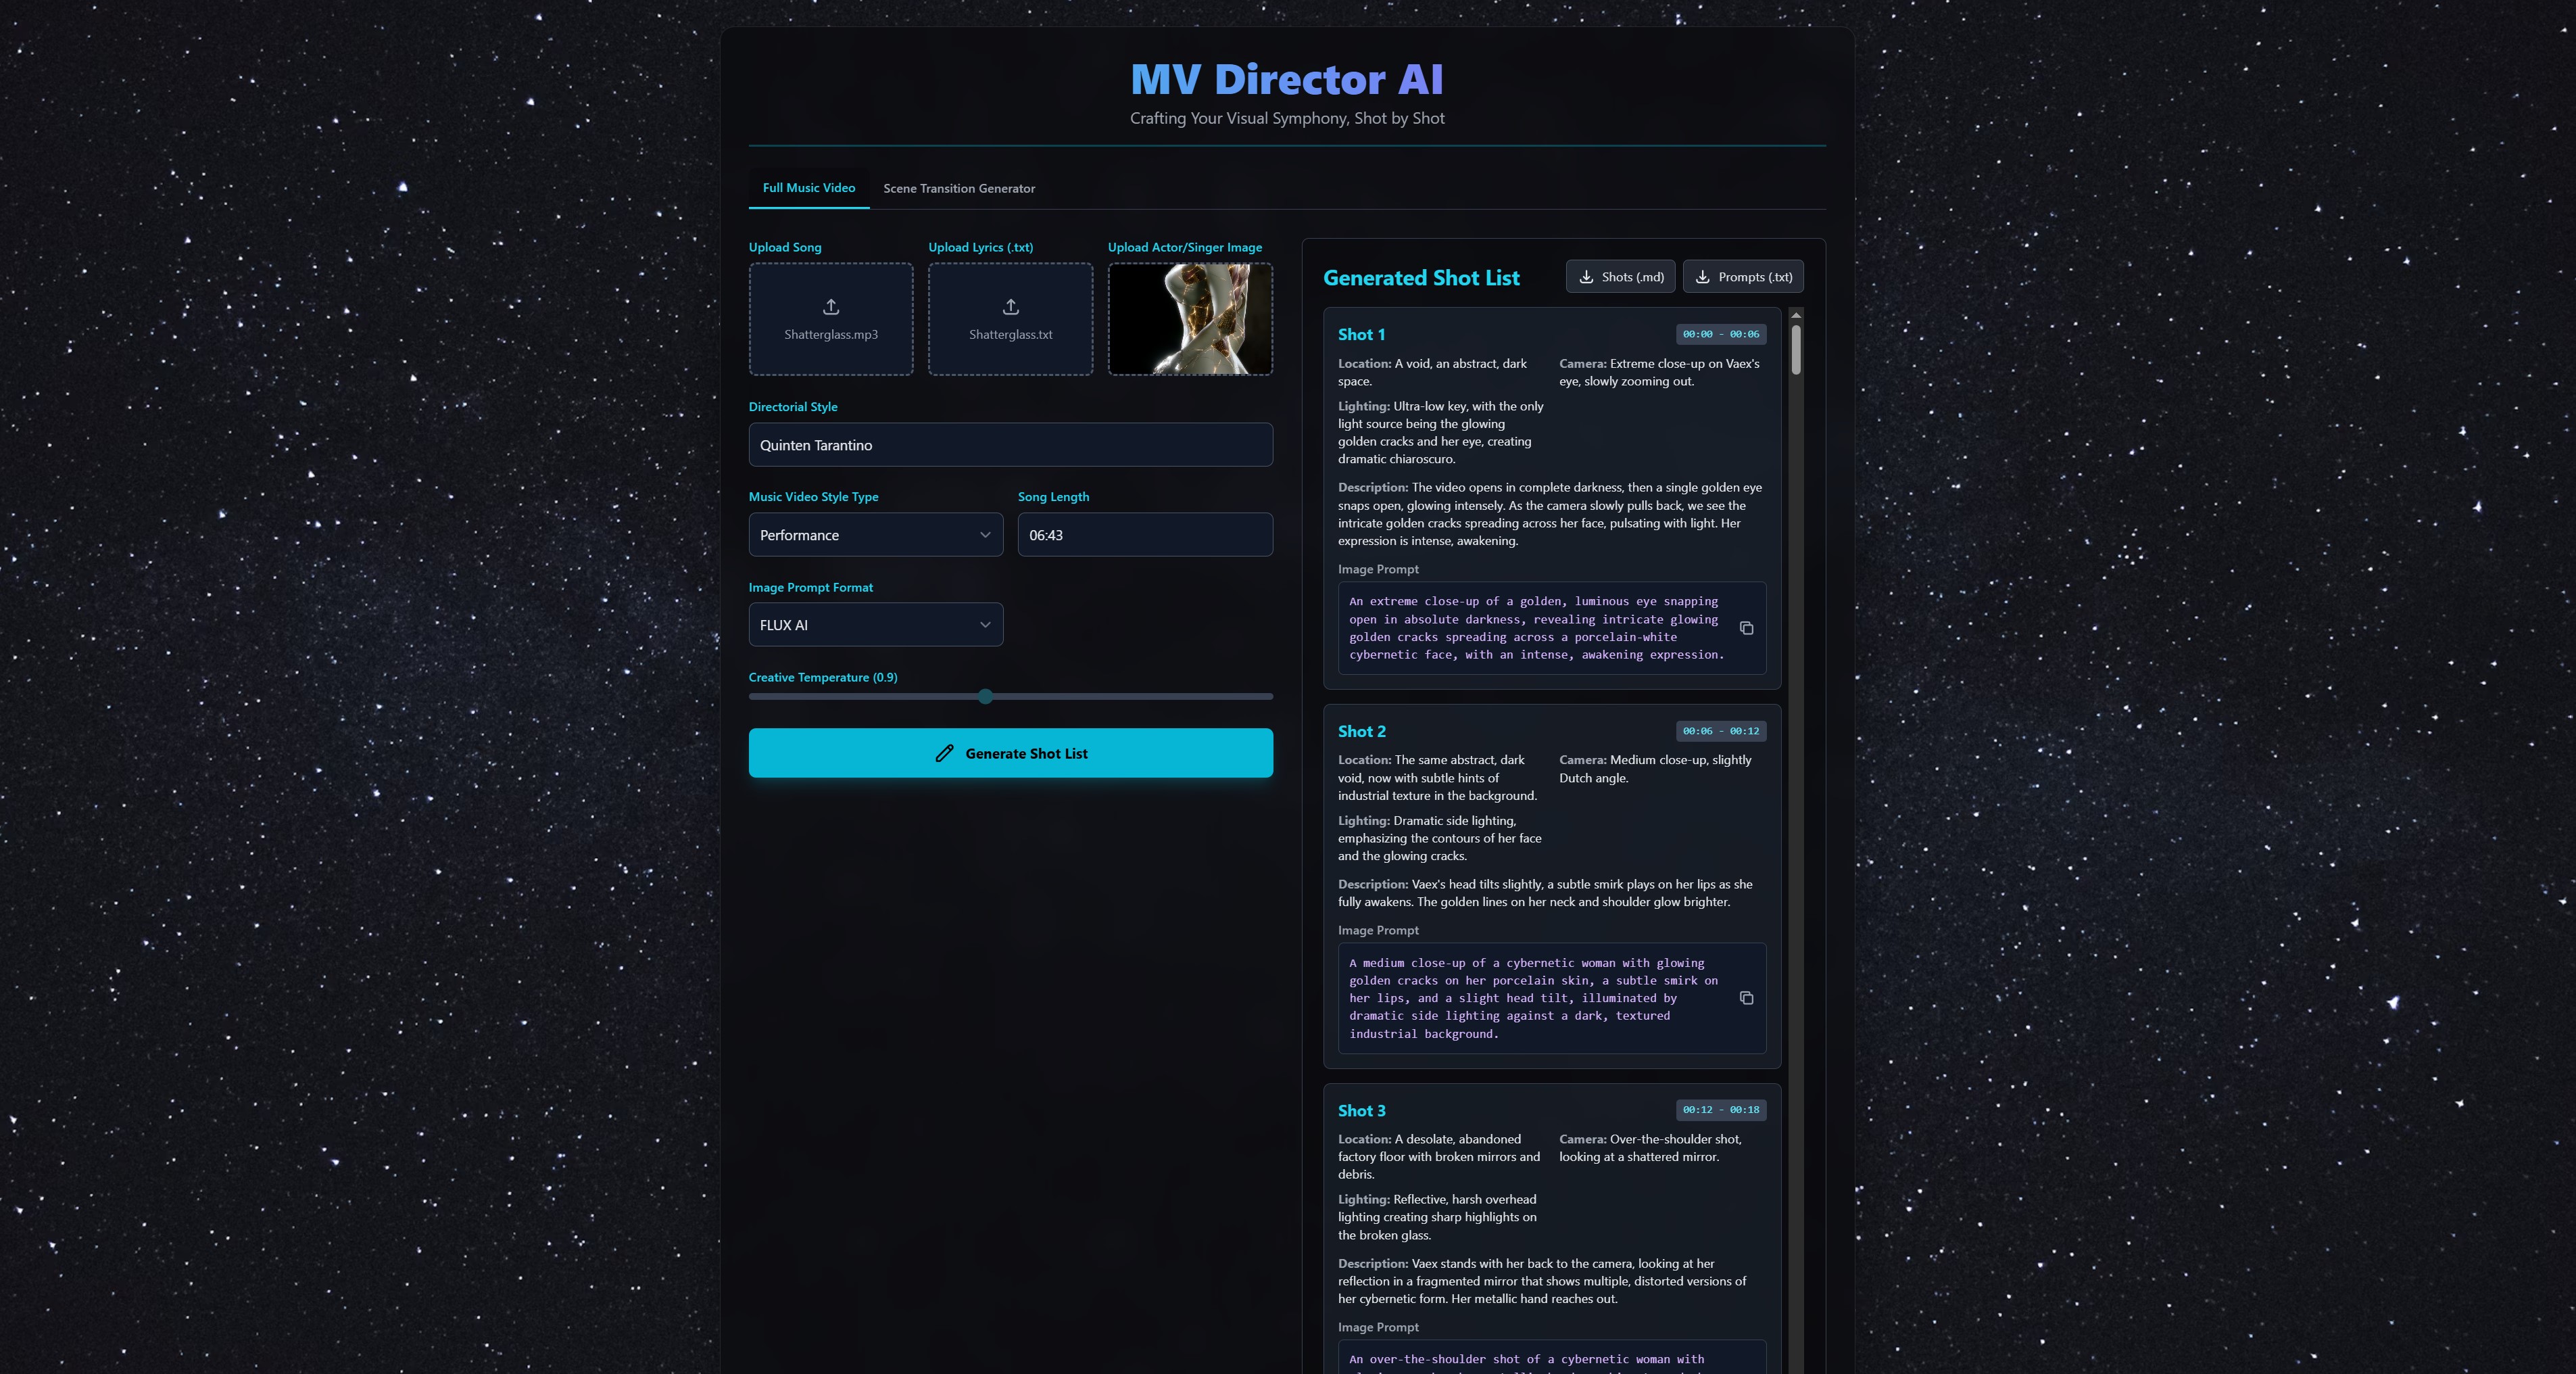 MV Director AI
Crafting Your Visual Symphony, Shot by Shot
Full Music Video
Scene Transition Generator
Upload Song
Upload Lyrics (.txt)
Upload Actor/Singer Image
Shatterglass.mp3
Shatterglass.txt
Directorial Style
Quinten Tarantino
Music Video Style Type
Song Length
Performance
06:43
Image Prompt Format
FLUX AI
Creative Temperature (0.9)
Generate Shot List
Generated Shot List
Shots (.md)
Prompts (.txt)
Shot 1
00:00 - 00:06
Location: A void, an abstract, dark
space.
Camera: Extreme close-up on Vaex's
eye, slowly zooming out.
Lighting: Ultra-low key, with the only
light source being the glowing
golden cracks and her eye, creating
dramatic chiaroscuro.
Description: The video opens in complete darkness, then a single golden eye
snaps open, glowing intensely. As the camera slowly pulls back, we see the
intricate golden cracks spreading across her face, pulsating with light. Her
expression is intense, awakening.
Image Prompt
An extreme close-up of a golden, luminous eye snapping
open in absolute darkness, revealing intricate glowing
golden cracks spreading across a porcelain-white
cybernetic face, with an intense, awakening expression.
Shot 2
00:06 - 00:12
Location: The same abstract, dark
void, now with subtle hints of
industrial texture in the background.
Camera: Medium close-up, slightly
Dutch angle.
Lighting: Dramatic side lighting,
emphasizing the contours of her face
and the glowing cracks.
Description: Vaex's head tilts slightly, a subtle smirk plays on her lips as she
fully awakens. The golden lines on her neck and shoulder glow brighter.
Image Prompt
A medium close-up of a cybernetic woman with glowing
golden cracks on her porcelain skin, a subtle smirk on
her lips, and a slight head tilt, illuminated by
dramatic side lighting against a dark, textured
industrial background.
Shot 3
00:12 - 00:18
Location: A desolate, abandoned
factory floor with broken mirrors and
debris.
Camera: Over-the-shoulder shot,
looking at a shattered mirror.
Lighting: Reflective, harsh overhead
lighting creating sharp highlights on
the broken glass.
Description: Vaex stands with her back to the camera, looking at her
reflection in a fragmented mirror that shows multiple, distorted versions of
her cybernetic form. Her metallic hand reaches out.
Image Prompt
An over-the-shoulder shot of a cybernetic woman with